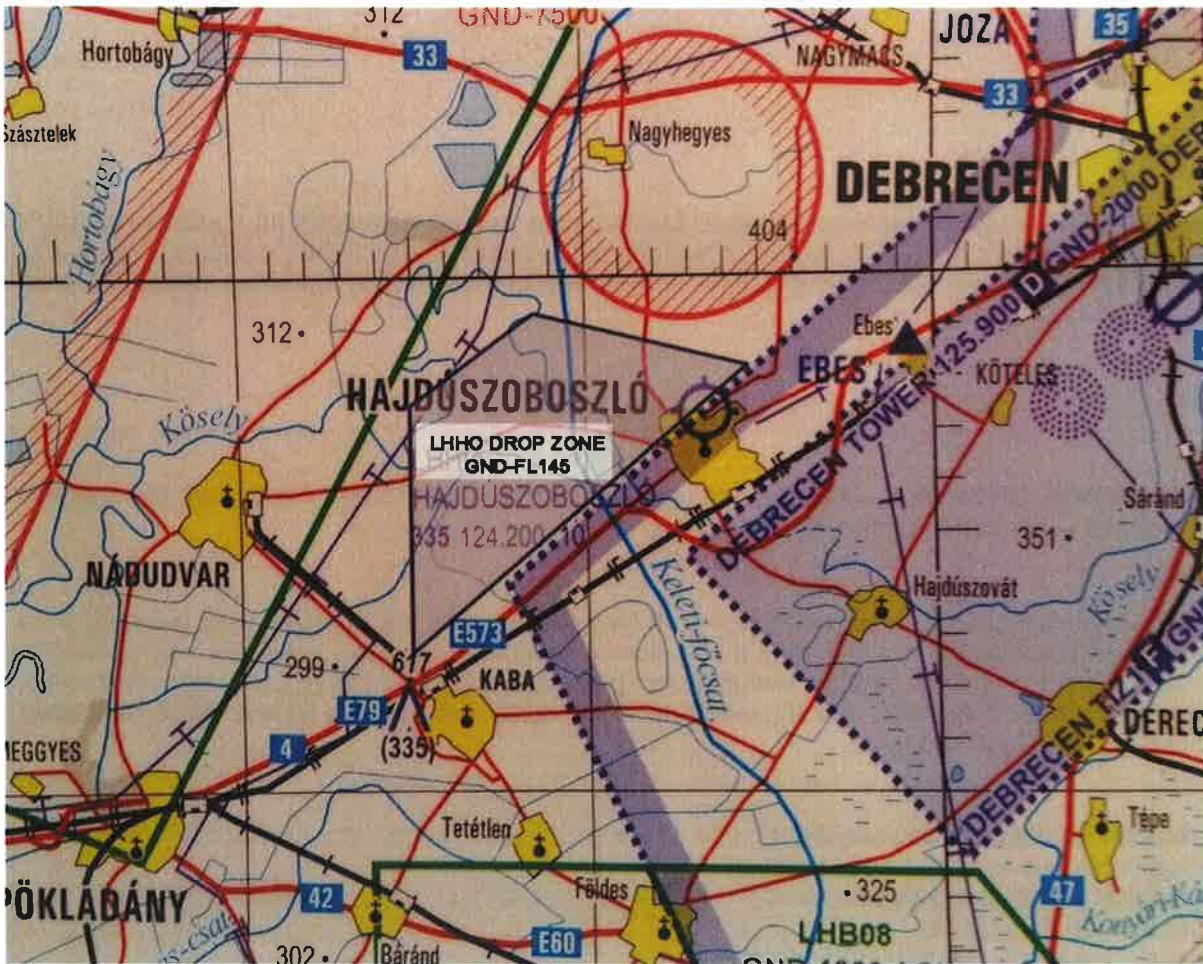 312
GND-7500
JOZA
35
Hortobágy
33
NAGYMACS
33
Szásztelek
Nagyhegyes
Hortobágy
DEBRECEN
404
GND-2000
D
312
Ebes
EBES
KÖTELES
HAJDÚSZOBOSZLÓ
Kösely
LHHO DROP ZONE
GND-FL145
HAJDÚSZOBOSZLÓ
335 124.200 10
DEBRECEN TOWER 125.900
Sáránd
351
NÁDUDVAR
Keleti-főcsat.
Hajdúszovát
Kösely
E573
299
617
KABA
E79
(335)
4
F
DEBRECEN TIZ1
DEREC
MEGGYES
Tetétlen
Tépe
PÖKLADÁNY
42
Földes
325
47
LHB08
E60
302
Báránd